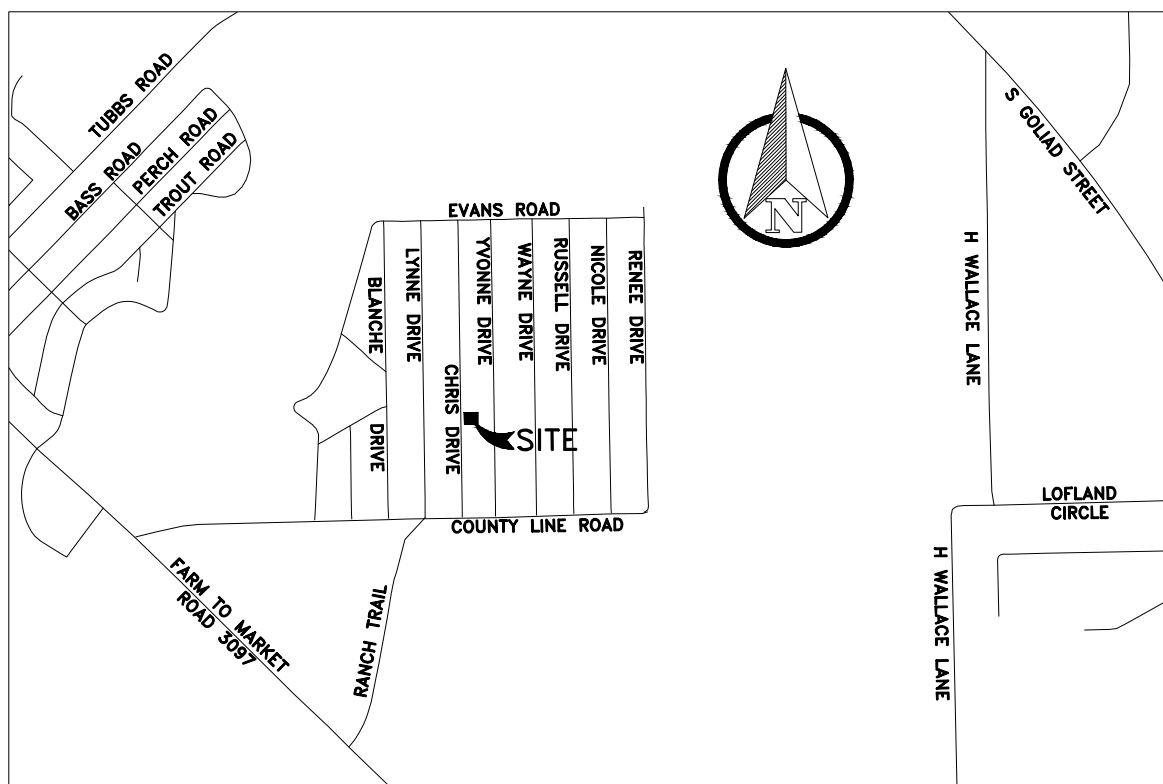 TUBBS ROAD
BASS ROAD
PERCH ROAD
TROUT ROAD
S GOLIAD STREET
N
EVANS ROAD
BLANCHE
DRIVE
LYNNE DRIVE
CHRIS DRIVE
YVONNE DRIVE
WAYNE DRIVE
RUSSELL DRIVE
NICOLE DRIVE
RENEE DRIVE
H WALLACE LANE
SITE
COUNTY LINE ROAD
LOFLAND
CIRCLE
FARM TO MARKET
ROAD 3097
RANCH TRAIL
H WALLACE LANE